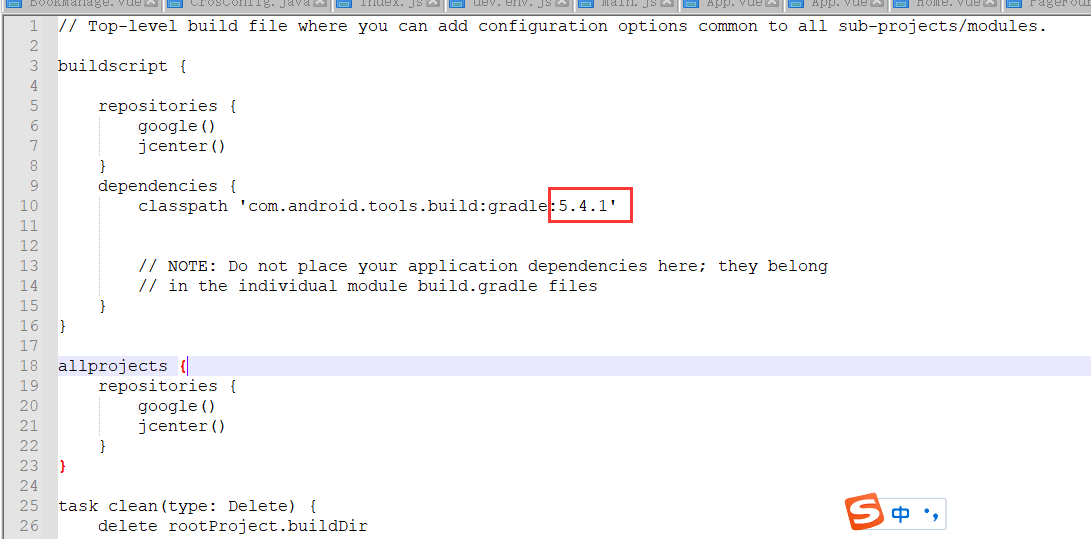 BookManage.vue CrosConfig.java index.js dev.env.js main.js App.vue App.vue Home.vue
1 // Top-level build file where you can add configuration options common to all sub-projects/modules.
2
3 buildscript {
4
5 repositories {
6 google()
7 jcenter()
8 }
9 dependencies {
10 classpath 'com.android.tools.build:gradle:5.4.1'
11
12
13 // NOTE: Do not place your application dependencies here; they belong
14 // in the individual module build.gradle files
15 }
16 }
17
18 allprojects {
19 repositories {
20 google()
21 jcenter()
22 }
23 }
24
25 task clean(type: Delete) {
26 delete rootProject.buildDir
S 中 •,